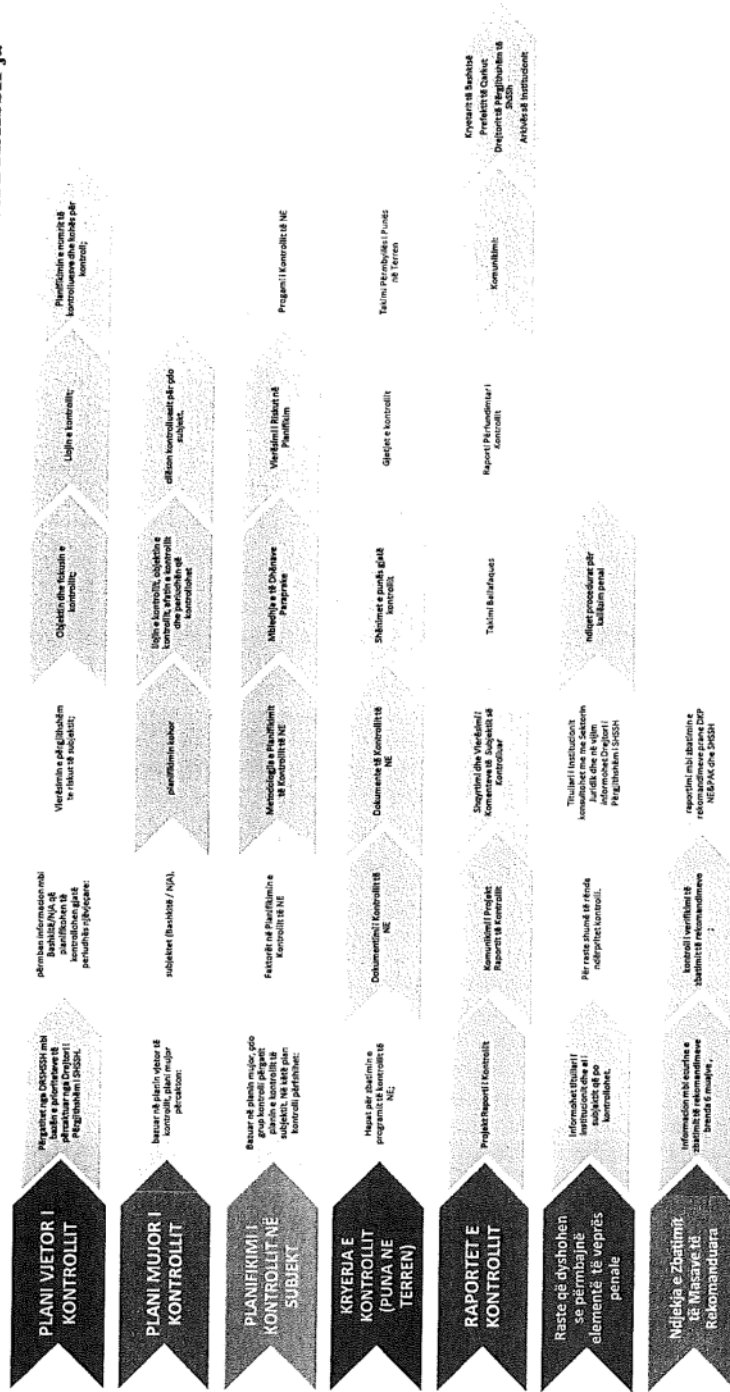 PLANI VJETOR I
KONTROLLIT
Përgatitet nga DRSHSSH mbi
bazën e prioriteteve të
përcaktuar nga Drejtori i
Përgjithshëm i SHSSH.
përmban informacion mbi
Bashkitë/NJA që
planifikohen të
kontrollohen gjatë
periudhës njëvjeçare:
Vlerësimin e përgjithshëm
te riskut të subjektit;
Objektin dhe fokusin e
kontrollit;
Llojin e kontrollit;
Planifikimin e numrit të
kontrolluesve dhe kohës për
kontroll;
PLANI MUJOR I
KONTROLLIT
bazuar në planin vjetor të
kontrollit, plani mujor
përcakton:
subjektet (Bashkitë / NJA),
planifikimin kohor
llojin e kontrollit, objektin e
kontrollit, afatin e kontrollit
dhe periudhën që
kontrollohet
cilëson kontrolluesit për çdo
subjekt.
PLANIFIKIMI I
KONTROLLIT NË
SUBJEKT
Bazuar në planin mujor, çdo
grup kontrolli përgatit
planin e kontrollit të
subjektit. Në këtë plan
kontrolli përfshihet:
Faktorët në Planifikimin e
Kontrollit të NE
Metodologjia e Planifikimit
të Kontrollit të NE
Mbledhja e të Dhënave
Paraprake
Vlerësimi i Riskut në
Planifikim
Progami i Kontrollit të NE
KRYERJA E
KONTROLLIT
(PUNA NE
TERREN)
Hapat për zbatimin e
programit të kontrollit të
NE;
Dokumentimi i Kontrollit të
NE
Dokumente të Kontrollit të
NE
Shënimet e punës gjatë
kontrollit
Gjetjet e kontrollit
Takimi Përmbyllës i Punës
në Terren
RAPORTET E
KONTROLLIT
Projekt Raporti i Kontrollit
Komunikimi i Projekt
Raportit të Kontrollit
Shqyrtimi dhe Vlerësimi i
Komenteve të Subjektit së
Kontrolluar
Takimi Ballafaques
Raporti Përfundimtar i
Kontrollit
Komunikimi:
Kryetarit të Bashkisë
Prefektit të Qarkut
Drejtorit të Përgjithshëm të
ShSSh
Arkivës së Institucionit
Raste që dyshohen
se përmbajnë
elementë të veprës
penale
Informohet titullari i
institucionit dhe ai i
subjektit që po
kontrollohet.
Për raste shumë të rënda
ndërpritet kontrolli.
Titullari i Institucionit
konsultohet me me Sektorin
Juridik dhe në vijim
informohet Drejtori i
Përgjithshëm i SHSSH
ndiqet procedurat për
kallëzim penal
Ndjekja e Zbatimit
të Masave të
Rekomanduara
Informacion mbi ecurine e
zbatimit të rekomandimeve
brenda 6 muajve,
kontroll i verifikimi të
zbatimit të rekomandimeve
;
raportimi mbi zbatimin e
rekomandimeve prane DKP
NE&PAK dhe SHSSH